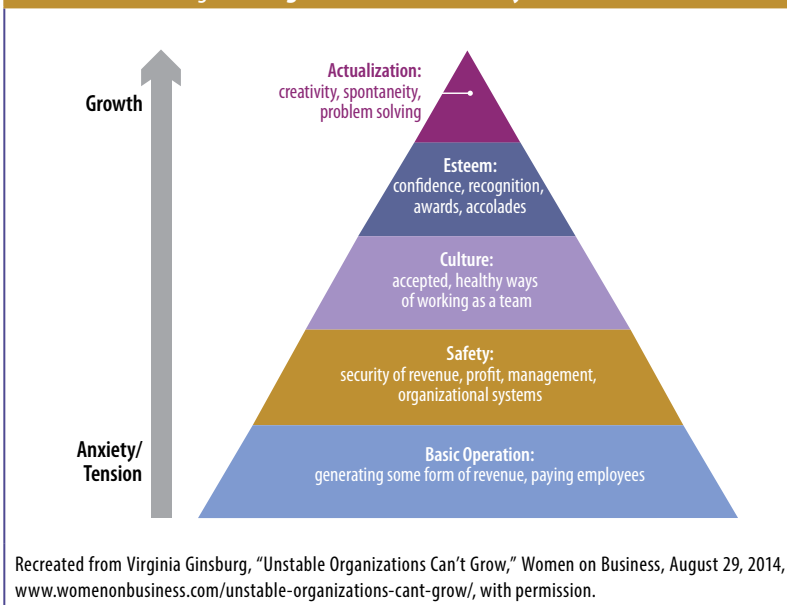 Growth
Actualization:
creativity, spontaneity,
problem solving
Esteem:
confidence, recognition,
awards, accolades
Culture:
accepted, healthy ways
of working as a team
Safety:
security of revenue, profit, management,
organizational systems
Anxiety/
Tension
Basic Operation:
generating some form of revenue, paying employees
Recreated from Virginia Ginsburg, “Unstable Organizations Can’t Grow,” Women on Business, August 29, 2014,
www.womenonbusiness.com/unstable-organizations-cant-grow/, with permission.